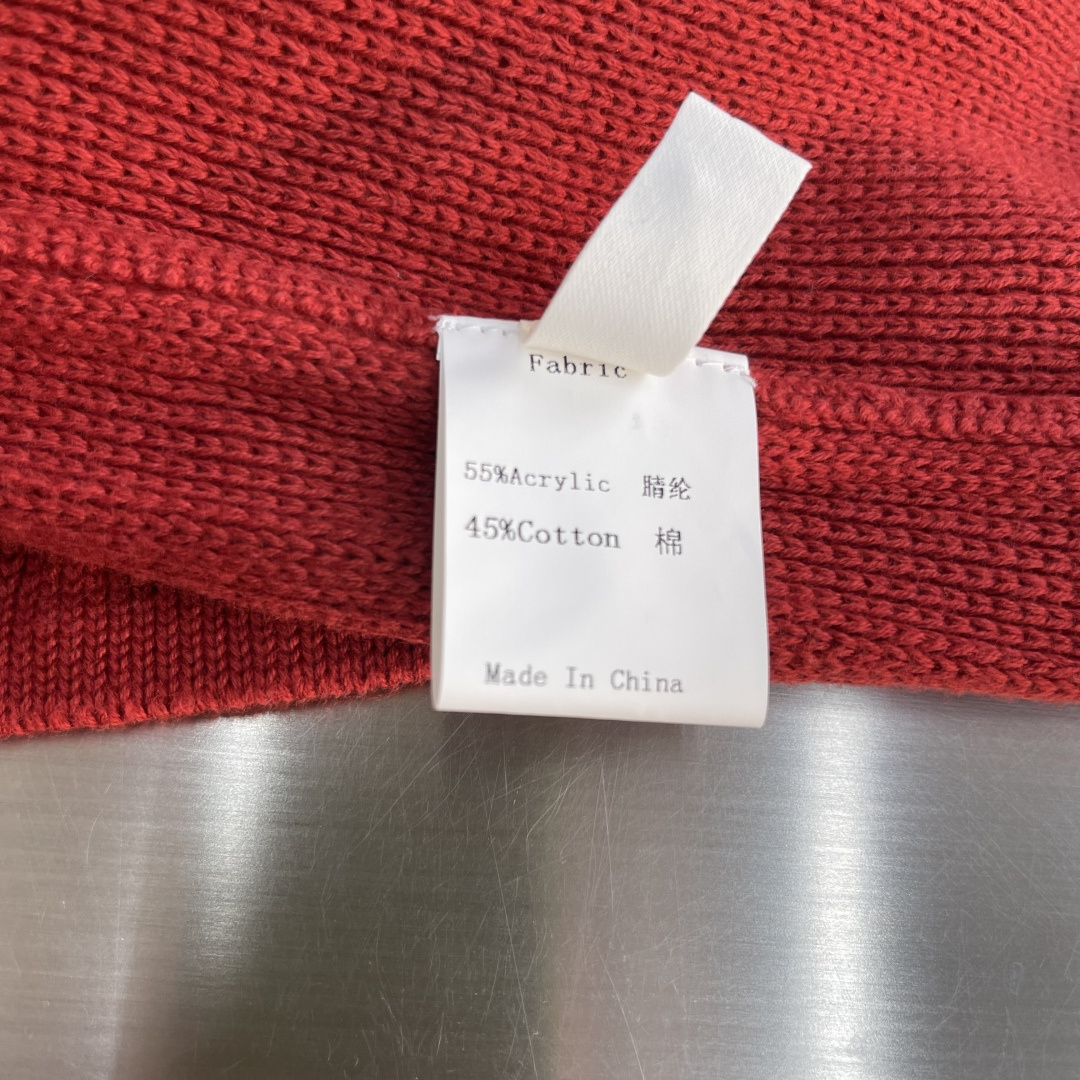 Fabric
55%Acrylic 腈纶
45%Cotton 棉
Made In China